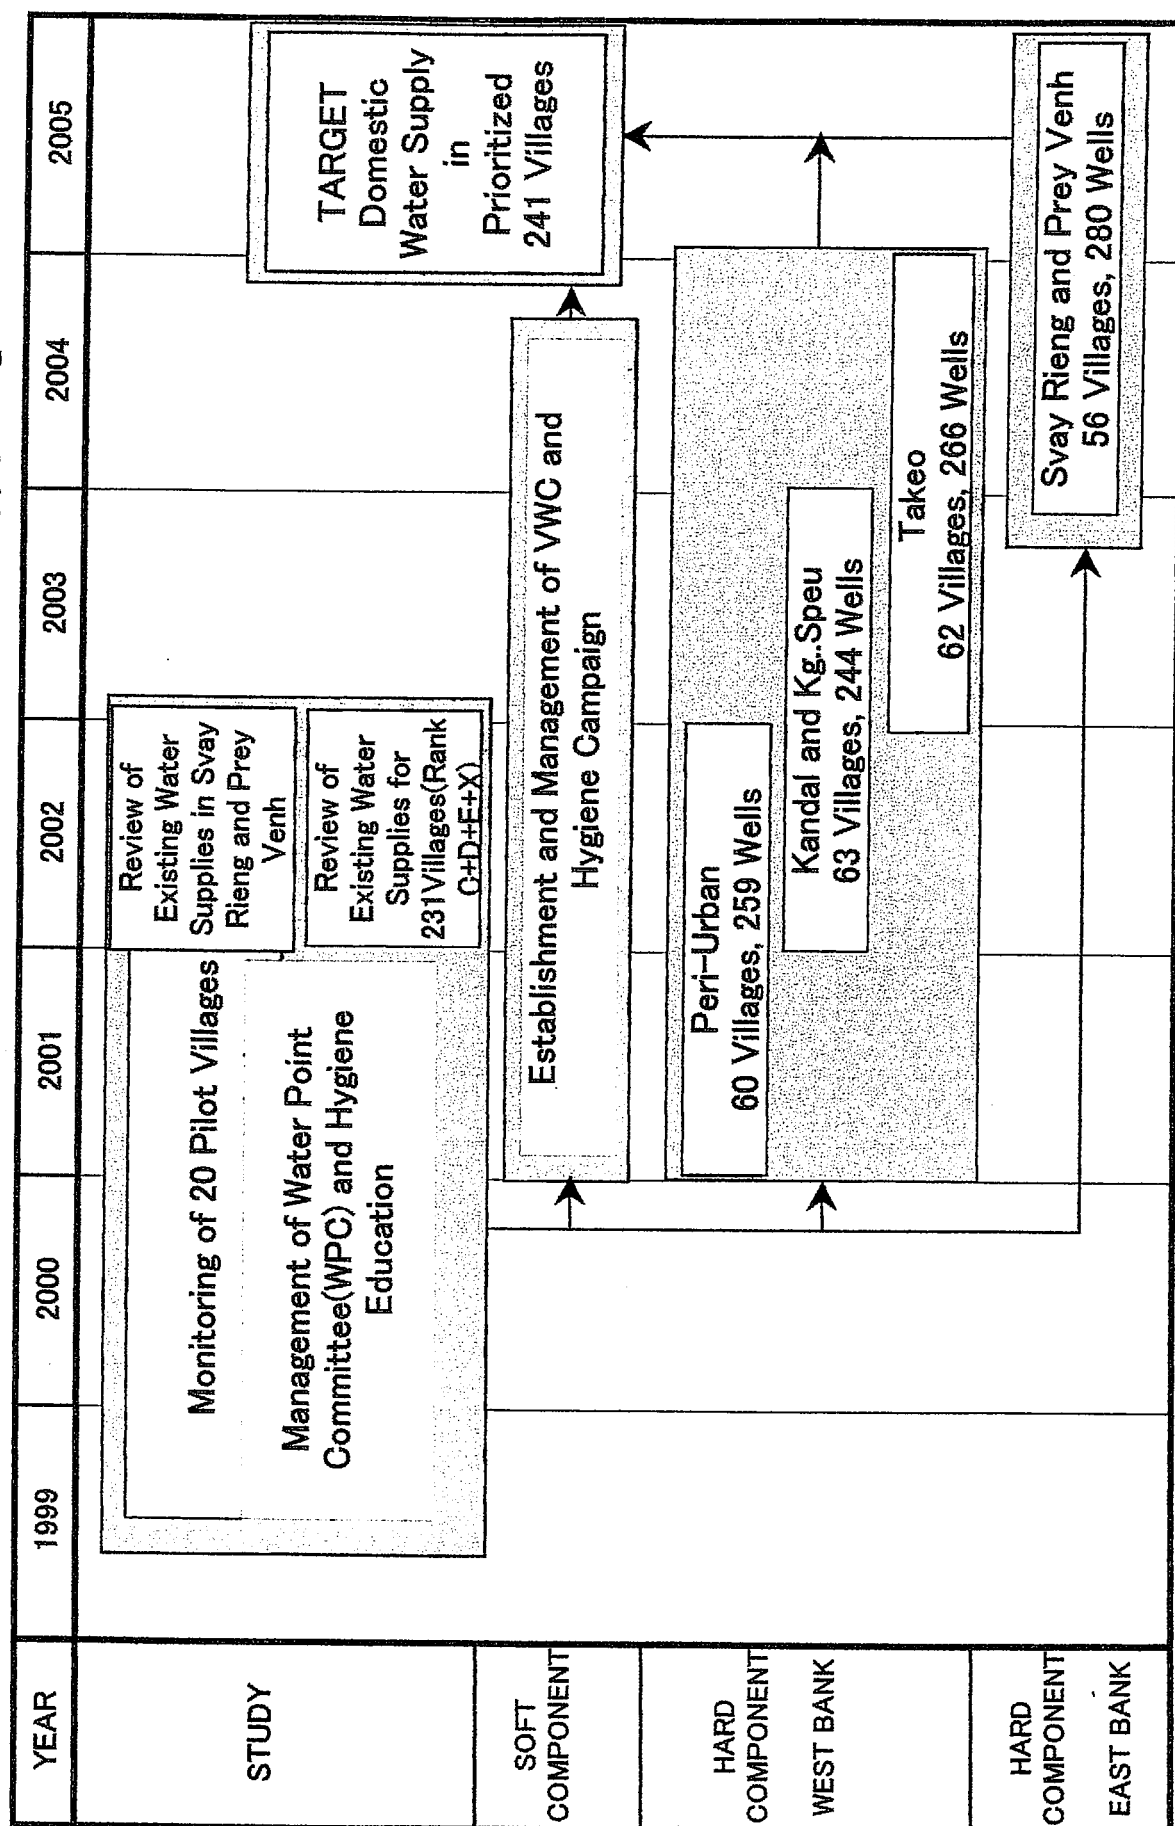 YEAR
1999
2000
2001
2002
2003
2004
2005
STUDY
Monitoring of 20 Pilot Villages
Management of Water Point
Committee(WPC) and Hygiene
Education
Review of
Existing Water
Supplies in Svay
Rieng and Prey
Venh
Review of
Existing Water
Supplies for
231Villages(Rank
C+D+E+X)
TARGET
Domestic
Water Supply
in
Prioritized
241 Villages
SOFT
COMPONENT
Establishment and Management of VWC and
Hygiene Campaign
HARD
COMPONENT
WEST BANK
Peri-Urban
60 Villages, 259 Wells
Kandal and Kg..Speu
63 Villages, 244 Wells
Takeo
62 Villages, 266 Wells
HARD
COMPONENT
EAST BANK
Svay Rieng and Prey Venh
56 Villages, 280 Wells